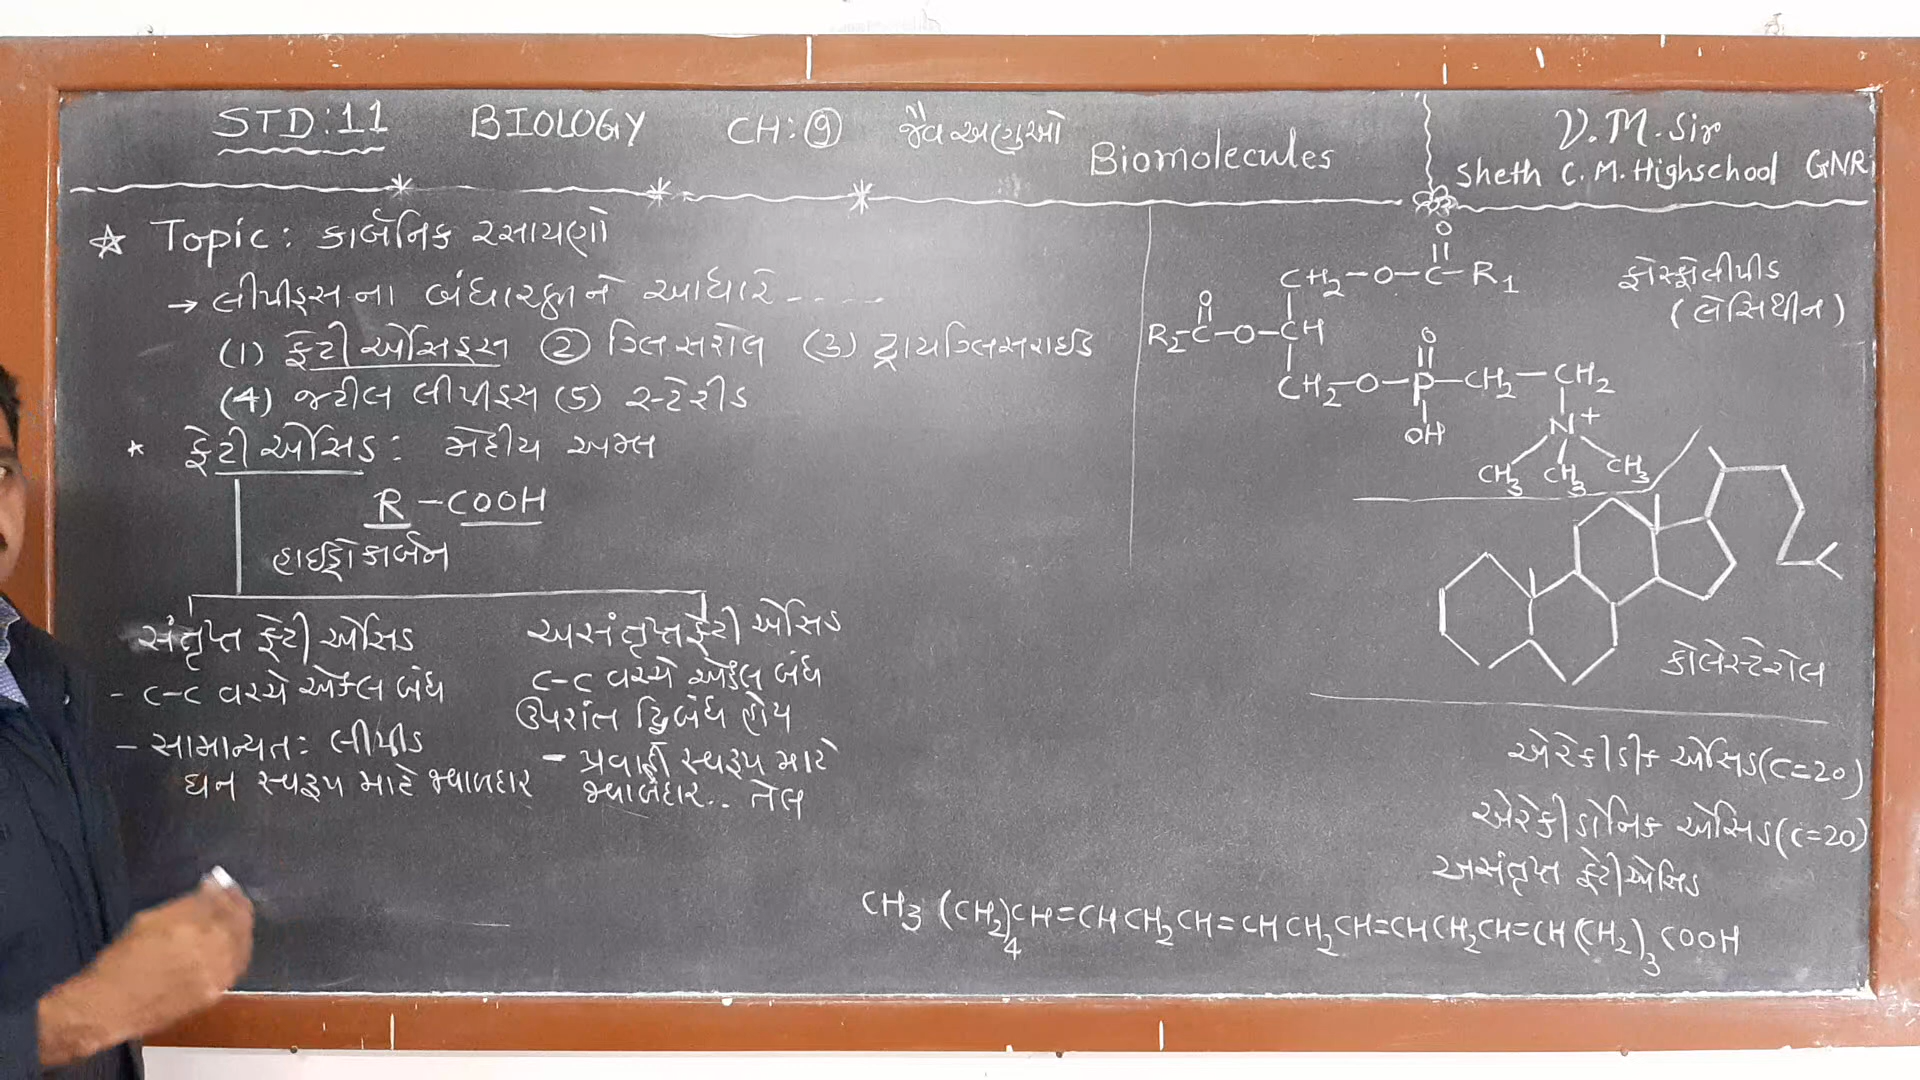 STD:11 BIOLOGY CH:9 જૈવ અણુઓ Biomolecules
V. M. Sir
Sheth C. M. Highschool GNR
Topic: કાર્બનિક રસાયણો
→ લીપીડ્સ ના બંધારણને આધારે - - - - -
(1) ફેટી એસિડ્સ (2) ગ્લિસરોલ (3) ટ્રાયગ્લિસરાઇડ
(4) જટીલ લીપીડ્સ (5) સ્ટેરોઈડ
* ફેટી એસિડ: મેદીય અમ્લ
R - COOH
હાઇડ્રોકાર્બન
સંતૃપ્ત ફેટી એસિડ
- C-C વચ્ચે એકલ બંધ
- સામાન્યત: લીપીડ
ઘન સ્વરૂપ માટે જવાબદાર
અસંતૃપ્ત ફેટી એસિડ
C-C વચ્ચે એકલ બંધ
ઉપરાંત દ્વિબંધ હોય
- પ્રવાહી સ્વરૂપ માટે
જવાબદાર.. તેલ
O
CH2-O-C-R1
O
R2-C-O-CH
O
CH2-O-P-CH2-CH2
OH N+
CH3 CH3 CH3
ફોસ્ફોલીપીડ
(લેસિથીન)
કોલેસ્ટેરોલ
એરેકીડીક એસિડ(C=20)
એરેકીડોનિક એસિડ(C=20)
અસંતૃપ્ત ફેટી એસિડ
CH3 (CH2)4CH=CHCH2CH=CHCH2CH=CHCH2CH=CH(CH2)3COOH